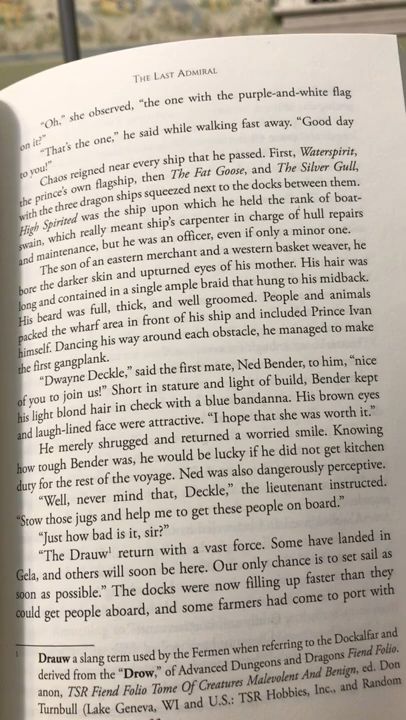 The Last Admiral
"Oh," she observed, "the one with the purple-and-white flag
on it?"
"That's the one," he said while walking fast away. "Good day
to you!"
Chaos reigned near every ship that he passed. First, Waterspirit,
the prince's own flagship, then The Fat Goose, and The Silver Gull,
with the three dragon ships squeezed next to the docks between them.
High Spirited was the ship upon which he held the rank of boat-
swain, which really meant ship's carpenter in charge of hull repairs
and maintenance, but he was an officer, even if only a minor one.
The son of an eastern merchant and a western basket weaver, he
bore the darker skin and upturned eyes of his mother. His hair was
long and contained in a single ample braid that hung to his midback.
His beard was full, thick, and well groomed. People and animals
packed the wharf area in front of his ship and included Prince Ivan
himself. Dancing his way around each obstacle, he managed to make
the first gangplank.
"Dwayne Deckle," said the first mate, Ned Bender, to him, "nice
of you to join us!" Short in stature and light of build, Bender kept
his light blond hair in check with a blue bandanna. His brown eyes
and laugh-lined face were attractive. "I hope that she was worth it."
He merely shrugged and returned a worried smile. Knowing
how tough Bender was, he would be lucky if he did not get kitchen
duty for the rest of the voyage. Ned was also dangerously perceptive.
"Well, never mind that, Deckle," the lieutenant instructed.
"Stow those jugs and help me to get these people on board."
"Just how bad is it, sir?"
"The Drauw¹ return with a vast force. Some have landed in
Gela, and others will soon be here. Our only chance is to set sail as
soon as possible." The docks were now filling up faster than they
could get people aboard, and some farmers had come to port with
Drauw a slang term used by the Fermen when referring to the Dockalfar and
derived from the "Drow," of Advanced Dungeons and Dragons Fiend Folio.
anon, TSR Fiend Folio Tome Of Creatures Malevolent And Benign, ed. Don
Turnbull (Lake Geneva, WI and U.S.: TSR Hobbies, Inc., and Random